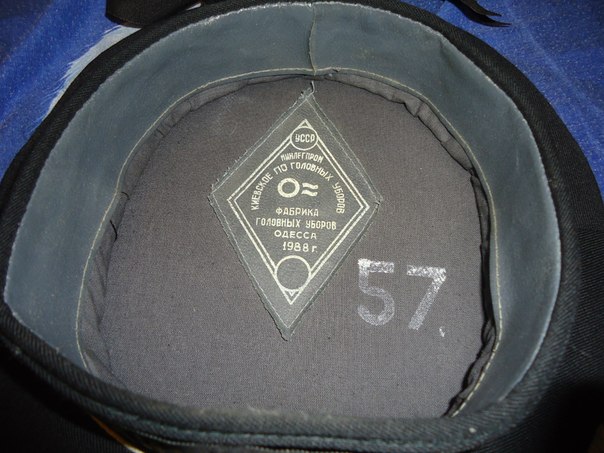 УССР
МИНЛЕГПРОМ
КИЕВСКОЕ ПО ГОЛОВНЫХ УБОРОВ
ФАБРИКА
ГОЛОВНЫХ УБОРОВ
ОДЕССА
1988 г.
57